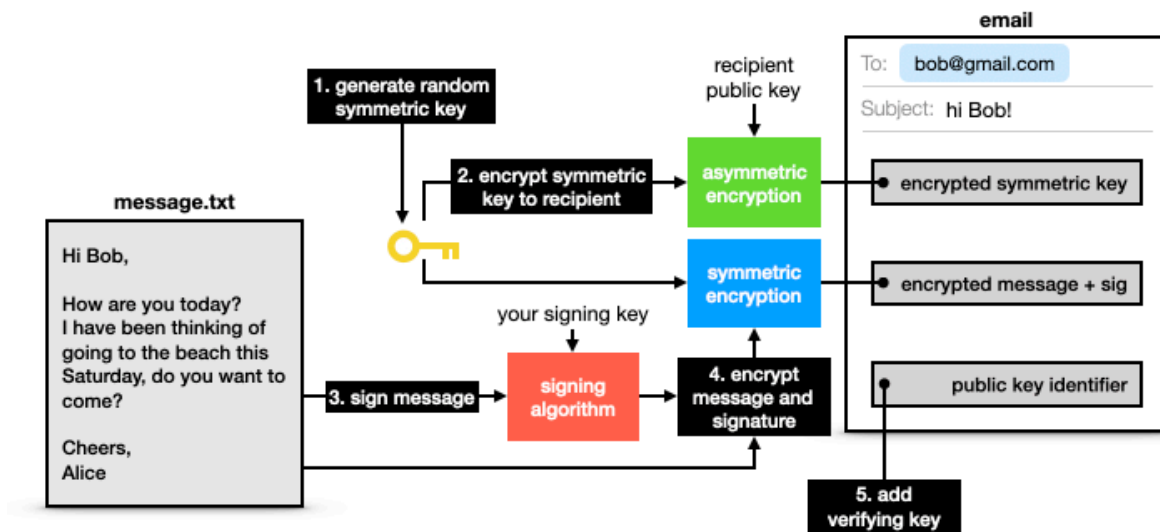 email
To: bob@gmail.com
Subject: hi Bob!
1. generate random
symmetric key
recipient
public key
2. encrypt symmetric
key to recipient
asymmetric
encryption
encrypted symmetric key
message.txt
Hi Bob,
How are you today?
I have been thinking of
going to the beach this
Saturday, do you want to
come?
Cheers,
Alice
symmetric
encryption
encrypted message + sig
your signing key
3. sign message
signing
algorithm
4. encrypt
message and
signature
public key identifier
5. add
verifying key